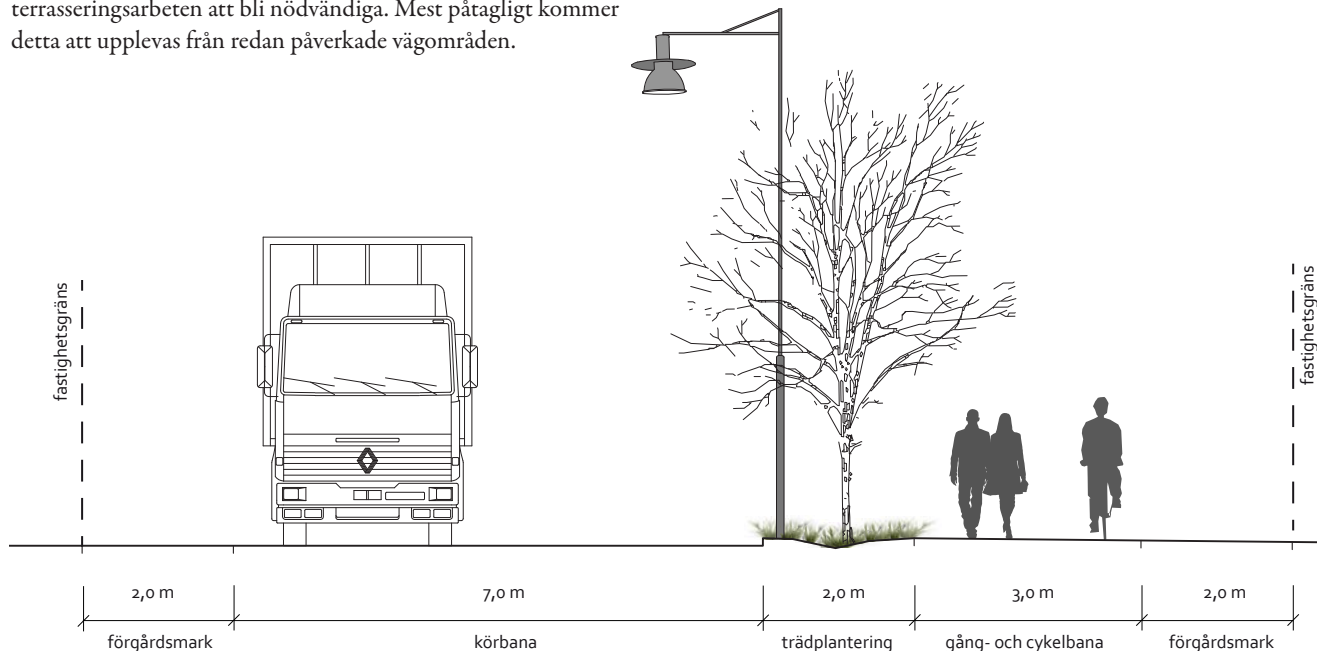 terrasseringsarbeten att bli nödvändiga. Mest påtagligt kommer
detta att upplevas från redan påverkade vägområden.
fastighetsgräns
fastighetsgräns
2,0 m
7,0 m
2,0 m
3,0 m
2,0 m
förgårdsmark
körbana
trädplantering
gång- och cykelbana
förgårdsmark